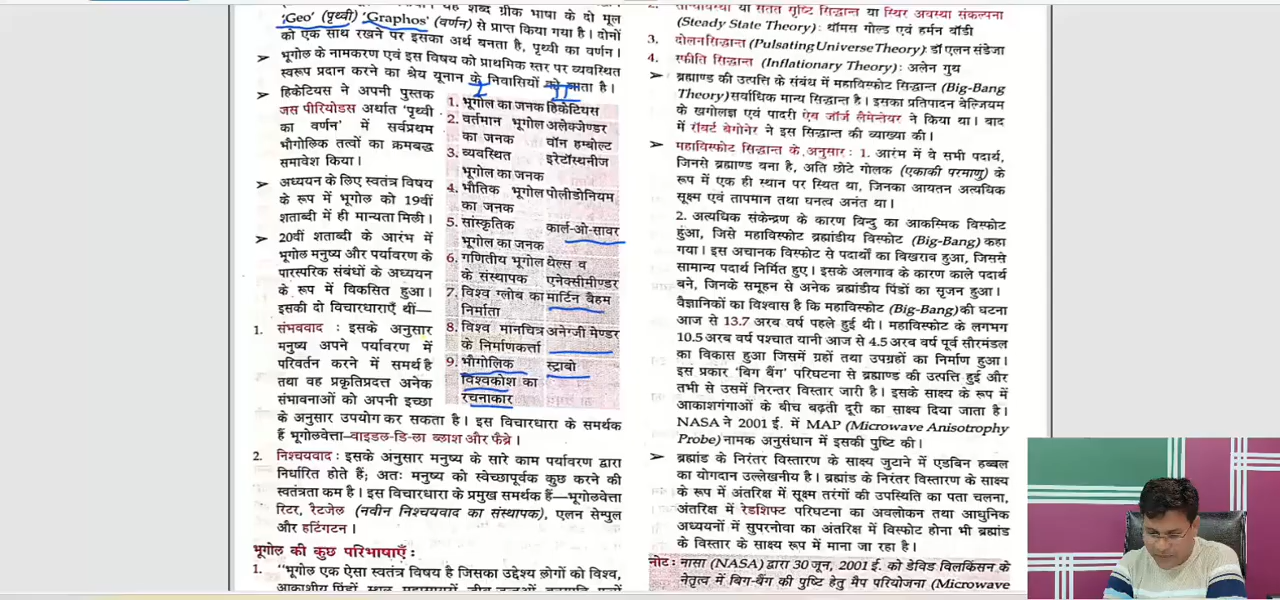 यह शब्द ग्रीक भाषा के दो मूल
'Geo' (पृथ्वी) 'Graphos' (वर्णन) से प्राप्त किया गया है। दोनों
को एक साथ रखने पर इसका अर्थ बनता है, पृथ्वी का वर्णन।
➢ भूगोल के नामकरण एवं इस विषय को प्राथमिक स्तर पर व्यवस्थित
स्वरूप प्रदान करने का श्रेय यूनान के निवासियों को जाता है।
➢ हिकेटियस ने अपनी पुस्तक
जस पीरियोडस अर्थात 'पृथ्वी
का वर्णन' में सर्वप्रथम
भौगोलिक तत्वों का क्रमबद्ध
समावेश किया।
➢ अध्ययन के लिए स्वतंत्र विषय
के रूप में भूगोल को 19वीं
शताब्दी में ही मान्यता मिली।
➢ 20वीं शताब्दी के आरंभ में
भूगोल मनुष्य और पर्यावरण के
पारस्परिक संबंधों के अध्ययन
के रूप में विकसित हुआ।
इसकी दो विचारधाराएँ थीं—
1. संभववाद : इसके अनुसार
मनुष्य अपने पर्यावरण में
परिवर्तन करने में समर्थ है
तथा वह प्रकृतिप्रदत्त अनेक
संभावनाओं को अपनी इच्छा
के अनुसार उपयोग कर सकता है। इस विचारधारा के समर्थक
हैं भूगोलवेत्ता—वाइडल-डि-ला ब्लाश और फैब्रे।
2. निश्चयवाद : इसके अनुसार मनुष्य के सारे काम पर्यावरण द्वारा
निर्धारित होते हैं; अतः मनुष्य को स्वेच्छापूर्वक कुछ करने की
स्वतंत्रता कम है। इस विचारधारा के प्रमुख समर्थक हैं—भूगोलवेत्ता
रिटर, रैटजेल (नवीन निश्चयवाद का संस्थापक), एलन सेम्पुल
और हटिंगटन।
भूगोल की कुछ परिभाषाएँ :
1. "भूगोल एक ऐसा स्वतंत्र विषय है जिसका उद्देश्य लोगों को विश्व,
I II
1. भूगोल का जनक हिकेटियस
2. वर्तमान भूगोल अलेक्जेण्डर
का जनक वॉन हम्बोल्ट
3. व्यवस्थित इरेटॉस्थनीज
भूगोल का जनक
4. भौतिक भूगोल पोलीडोनियम
का जनक
5. सांस्कृतिक कार्ल-ओ-सावर
भूगोल का जनक
6. गणितीय भूगोल थेल्स व
के संस्थापक एनेक्सीमीण्डर
7. विश्व ग्लोब का मार्टिन बैहम
निर्माता
8. विश्व मानचित्र अनेग्जी मेण्डर
के निर्माणकर्त्ता
9. भौगोलिक स्ट्राबो
विश्वकोश का
रचनाकार
2. साम्यावस्था या सतत सृष्टि सिद्धान्त या स्थिर अवस्था संकल्पना
(Steady State Theory) : थॉमस गोल्ड एवं हर्मन बॉंडी
3. दोलनसिद्धान्त (Pulsating Universe Theory) : डॉ एलन संडेजा
4. स्फीति सिद्धान्त (Inflationary Theory) : अलेन गुथ
➢ ब्रह्माण्ड की उत्पत्ति के संबंध में महाविस्फोट सिद्धान्त (Big-Bang
Theory) सर्वाधिक मान्य सिद्धान्त है। इसका प्रतिपादन बेल्जियम
के खगोलज्ञ एवं पादरी ऐब जॉर्ज लैमेन्तेयर ने किया था। बाद
में रॉबर्ट बेगोनेर ने इस सिद्धान्त की व्याख्या की।
➢ महाविस्फोट सिद्धान्त के अनुसार : 1. आरंभ में वे सभी पदार्थ,
जिनसे ब्रह्माण्ड बना है, अति छोटे गोलक (एकाकी परमाणु) के
रूप में एक ही स्थान पर स्थित था, जिनका आयतन अत्यधिक
सूक्ष्म एवं तापमान तथा घनत्व अनंत था।
2. अत्यधिक संकेन्द्रण के कारण बिन्दु का आकस्मिक विस्फोट
हुआ, जिसे महाविस्फोट ब्रह्मांडीय विस्फोट (Big-Bang) कहा
गया। इस अचानक विस्फोट से पदार्थों का बिखराव हुआ, जिससे
सामान्य पदार्थ निर्मित हुए। इसके अलगाव के कारण काले पदार्थ
बने, जिनके समूहन से अनेक ब्रह्मांडीय पिंडों का सृजन हुआ।
वैज्ञानिकों का विश्वास है कि महाविस्फोट (Big-Bang) की घटना
आज से 13.7 अरब वर्ष पहले हुई थी। महाविस्फोट के लगभग
10.5 अरब वर्ष पश्चात यानी आज से 4.5 अरब वर्ष पूर्व सौरमंडल
का विकास हुआ जिसमें ग्रहों तथा उपग्रहों का निर्माण हुआ।
इस प्रकार 'बिग बैंग' परिघटना से ब्रह्माण्ड की उत्पत्ति हुई और
तभी से उसमें निरन्तर विस्तार जारी है। इसके साक्ष्य के रूप में
आकाशगंगाओं के बीच बढ़ती दूरी का साक्ष्य दिया जाता है।
NASA ने 2001 ई. में MAP (Microwave Anisotrophy
Probe) नामक अनुसंधान में इसकी पुष्टि की।
➢ ब्रह्मांड के निरंतर विस्तारण के साक्ष्य जुटाने में एडबिन हब्बल
का योगदान उल्लेखनीय है। ब्रह्मांड के निरंतर विस्तारण के साक्ष्य
के रूप में अंतरिक्ष में सूक्ष्म तरंगों की उपस्थिति का पता चलना,
अंतरिक्ष में रेडशिफ्ट परिघटना का अवलोकन तथा आधुनिक
अध्ययनों में सुपरनोवा का अंतरिक्ष में विस्फोट होना भी ब्रह्मांड
के विस्तार के साक्ष्य रूप में माना जा रहा है।
नोट: नासा (NASA) द्वारा 30 जून, 2001 ई. को डेविड विलकिंसन के
नेतृत्व में बिग-बैंग की पुष्टि हेतु मैप परियोजना (Microwave